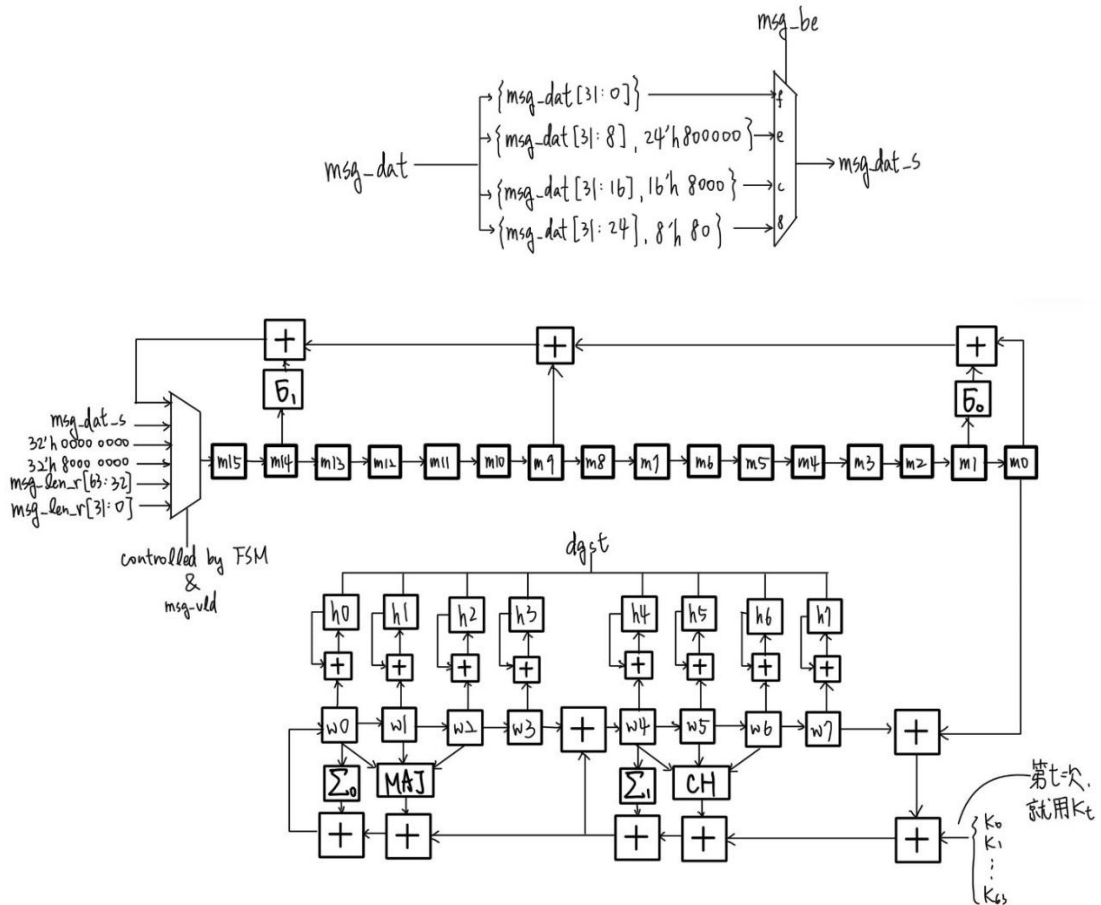 msg_be
{msg_dat[31:0]}
f
{msg_dat[31:8], 24'h800000}
e
msg_dat
msg_dat_s
{msg_dat[31:16], 16'h 8000}
c
{msg_dat[31:24], 8'h 80}
8
+
+
+
б₁
б₀
msg_dat_s
32'h 0000 0000
32'h 8000 0000
msg_len_r[63:32]
msg_len_r[31:0]
m15
m14
m13
m12
m11
m10
m9
m8
m7
m6
m5
m4
m3
m2
m1
m0
controlled by FSM
&
msg_vld
dgst
h0
h1
h2
h3
h4
h5
h6
h7
+
+
+
+
+
+
+
+
w0
w1
w2
w3
+
w4
w5
w6
w7
+
Σ₀
MAJ
Σ₁
CH
第t次,
就用Kt
+
+
+
+
+
K₀
K₁
⋮
K₆₃